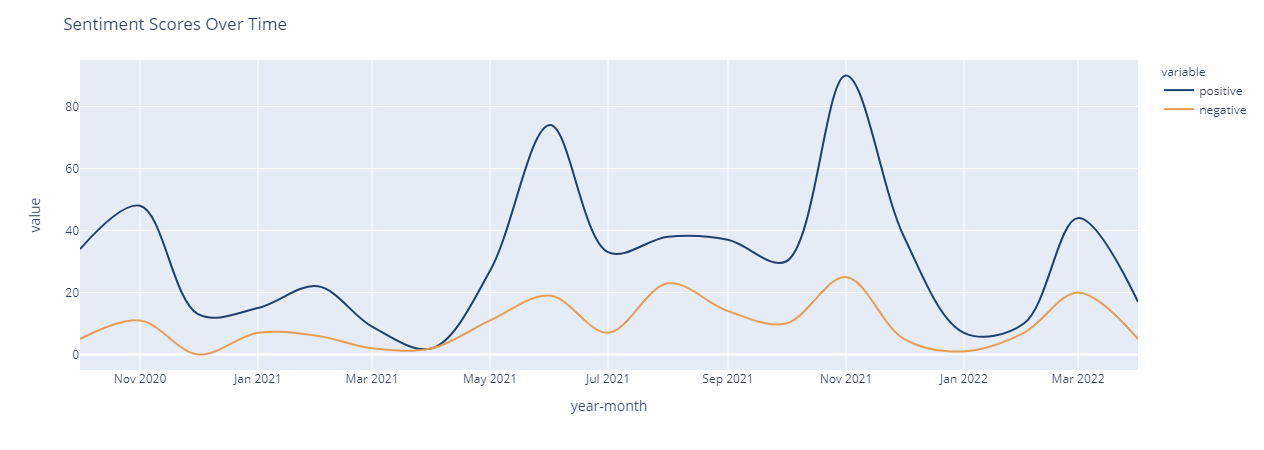 Sentiment Scores Over Time
variable
positive
negative
value
80
60
40
20
0
Nov 2020
Jan 2021
Mar 2021
May 2021
Jul 2021
Sep 2021
Nov 2021
Jan 2022
Mar 2022
year-month